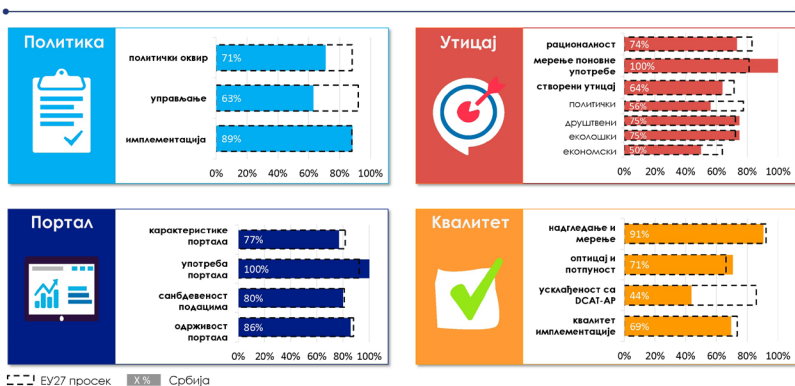 Политика
политички оквир
71%
управљање
63%
имплементација
89%
0% 20% 40% 60% 80% 100%
Утицај
рационалност
74%
мерење поновне
употребе
100%
створени утицај
64%
политички
56%
друштвени
75%
еколошки
75%
економски
50%
0% 20% 40% 60% 80% 100%
Портал
карактеристике
портала
77%
употреба
портала
100%
санбдевеност
подацима
80%
одрживост
портала
86%
0% 20% 40% 60% 80% 100%
Квалитет
надгледање и
мерење
91%
оптицај и
потпуност
71%
усклађеност са
DCAT-AP
44%
квалитет
имплементације
69%
0% 20% 40% 60% 80% 100%
ЕУ27 просек
X % Србија